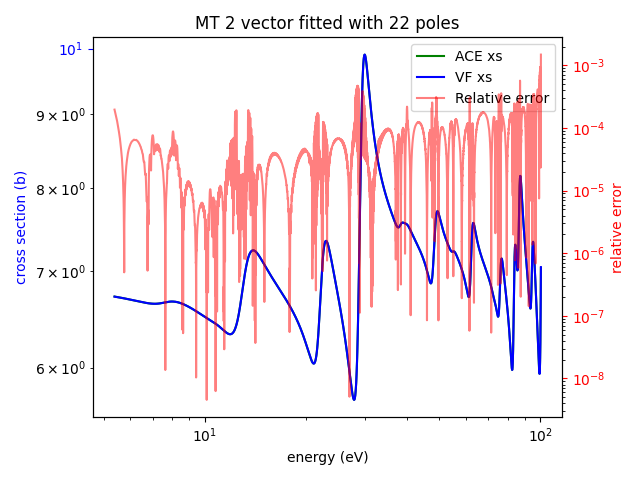 MT 2 vector fitted with 22 poles
ACE xs
VF xs
Relative error
cross section (b)
10¹
9 × 10⁰
8 × 10⁰
7 × 10⁰
6 × 10⁰
10⁻³
10⁻⁴
10⁻⁵
10⁻⁶
10⁻⁷
10⁻⁸
relative error
10¹
10²
energy (eV)